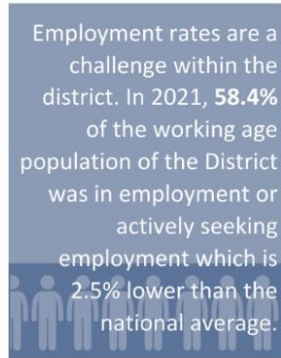 Employment rates are a
challenge within the
district. In 2021, 58.4%
of the working age
population of the District
was in employment or
actively seeking
employment which is
2.5% lower than the
national average.